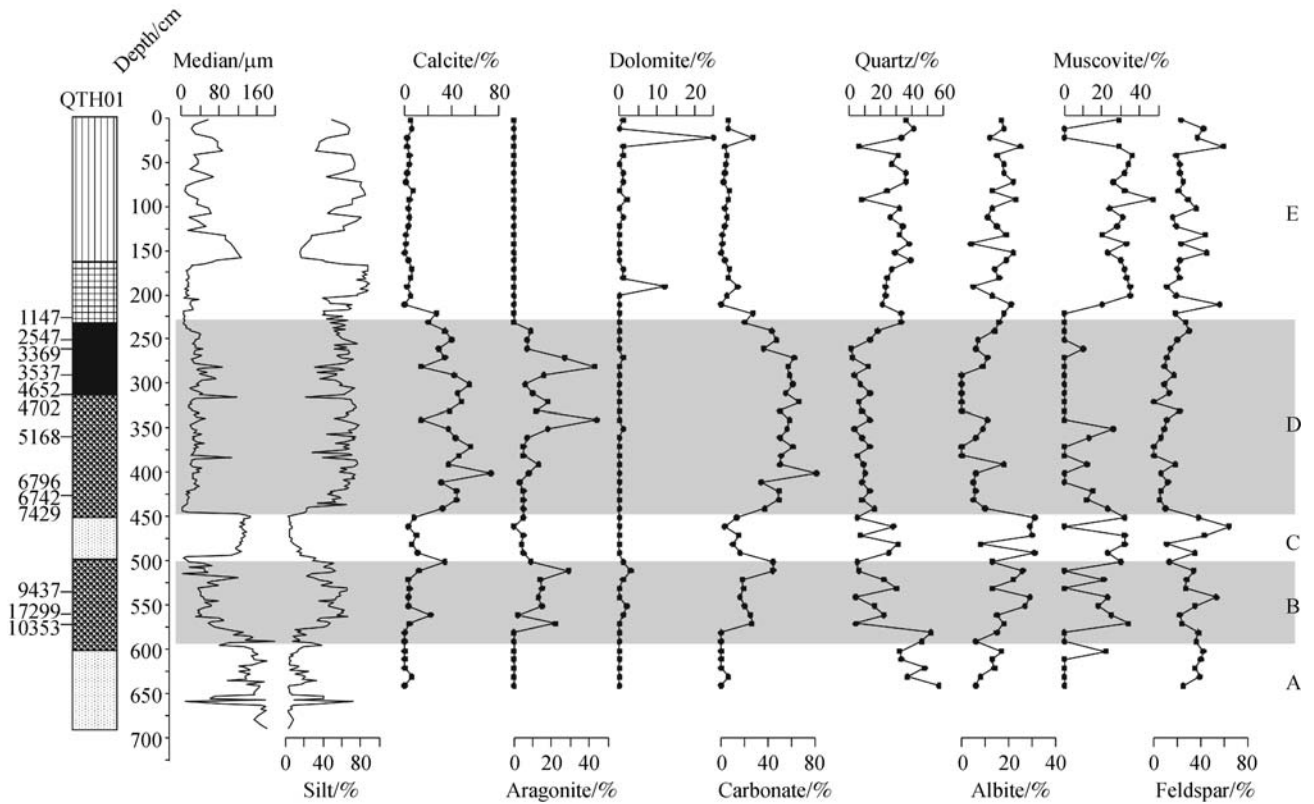 Depth/cm
Median/μm
Calcite/%
Dolomite/%
Quartz/%
Muscovite/%
QTH01
0 80 160
0 40 80
0 10 20
0 20 40 60
0 20 40
0
50
100
150
200
250
300
350
400
450
500
550
600
650
700
1147
2547
3369
3537
4652
4702
5168
6796
6742
7429
9437
17299
10353
E
D
C
B
A
0 40 80
0 20 40
0 40 80
0 20 40
0 40 80
Silt/%
Aragonite/%
Carbonate/%
Albite/%
Feldspar/%